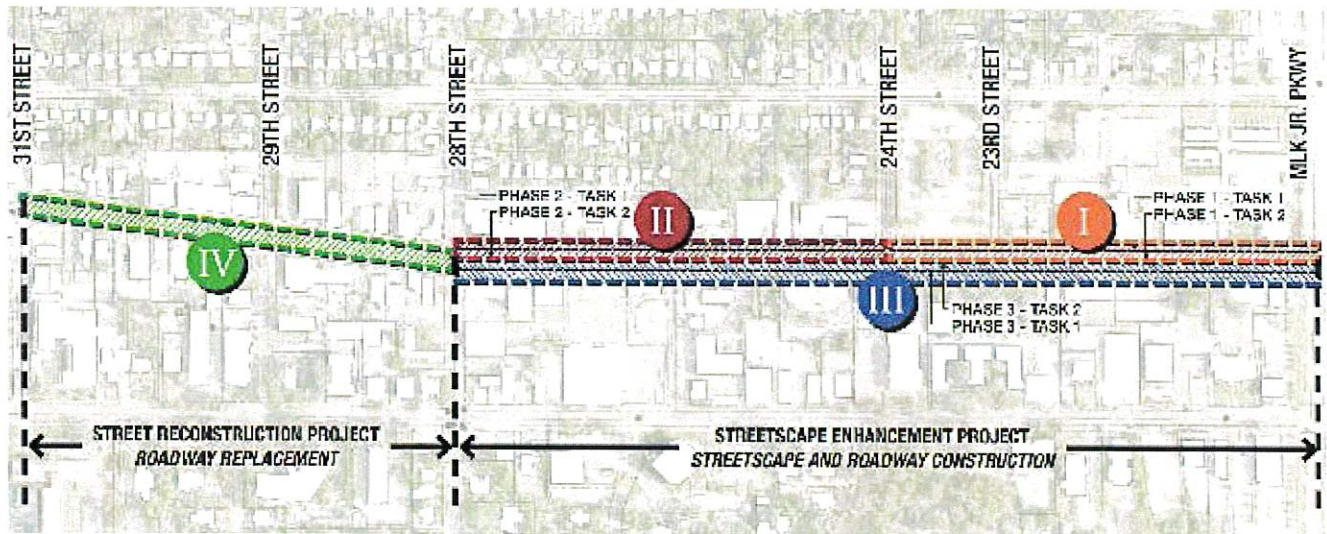 31ST STREET
29TH STREET
28TH STREET
24TH STREET
23RD STREET
MLK JR. PKWY
PHASE 2 - TASK 1
PHASE 2 - TASK 2
II
I
PHASE 1 - TASK 1
PHASE 1 - TASK 2
IV
III
PHASE 3 - TASK 2
PHASE 3 - TASK 1
STREET RECONSTRUCTION PROJECT
ROADWAY REPLACEMENT
STREETSCAPE ENHANCEMENT PROJECT
STREETSCAPE AND ROADWAY CONSTRUCTION